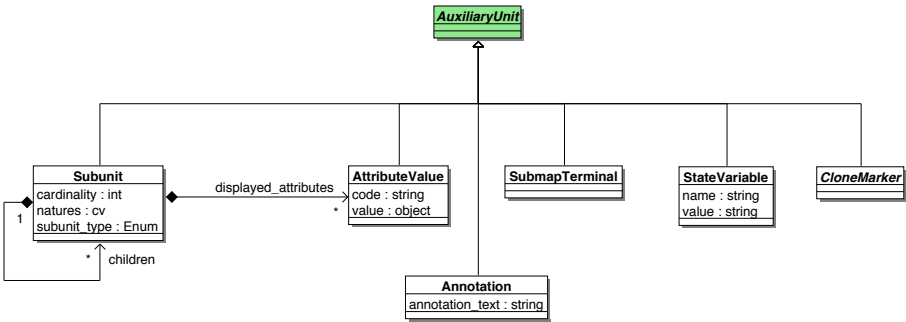 AuxiliaryUnit
Subunit
cardinality : int
natures : cv
subunit_type : Enum
1
* children
displayed_attributes
*
AttributeValue
code : string
value : object
SubmapTerminal
StateVariable
name : string
value : string
CloneMarker
Annotation
annotation_text : string